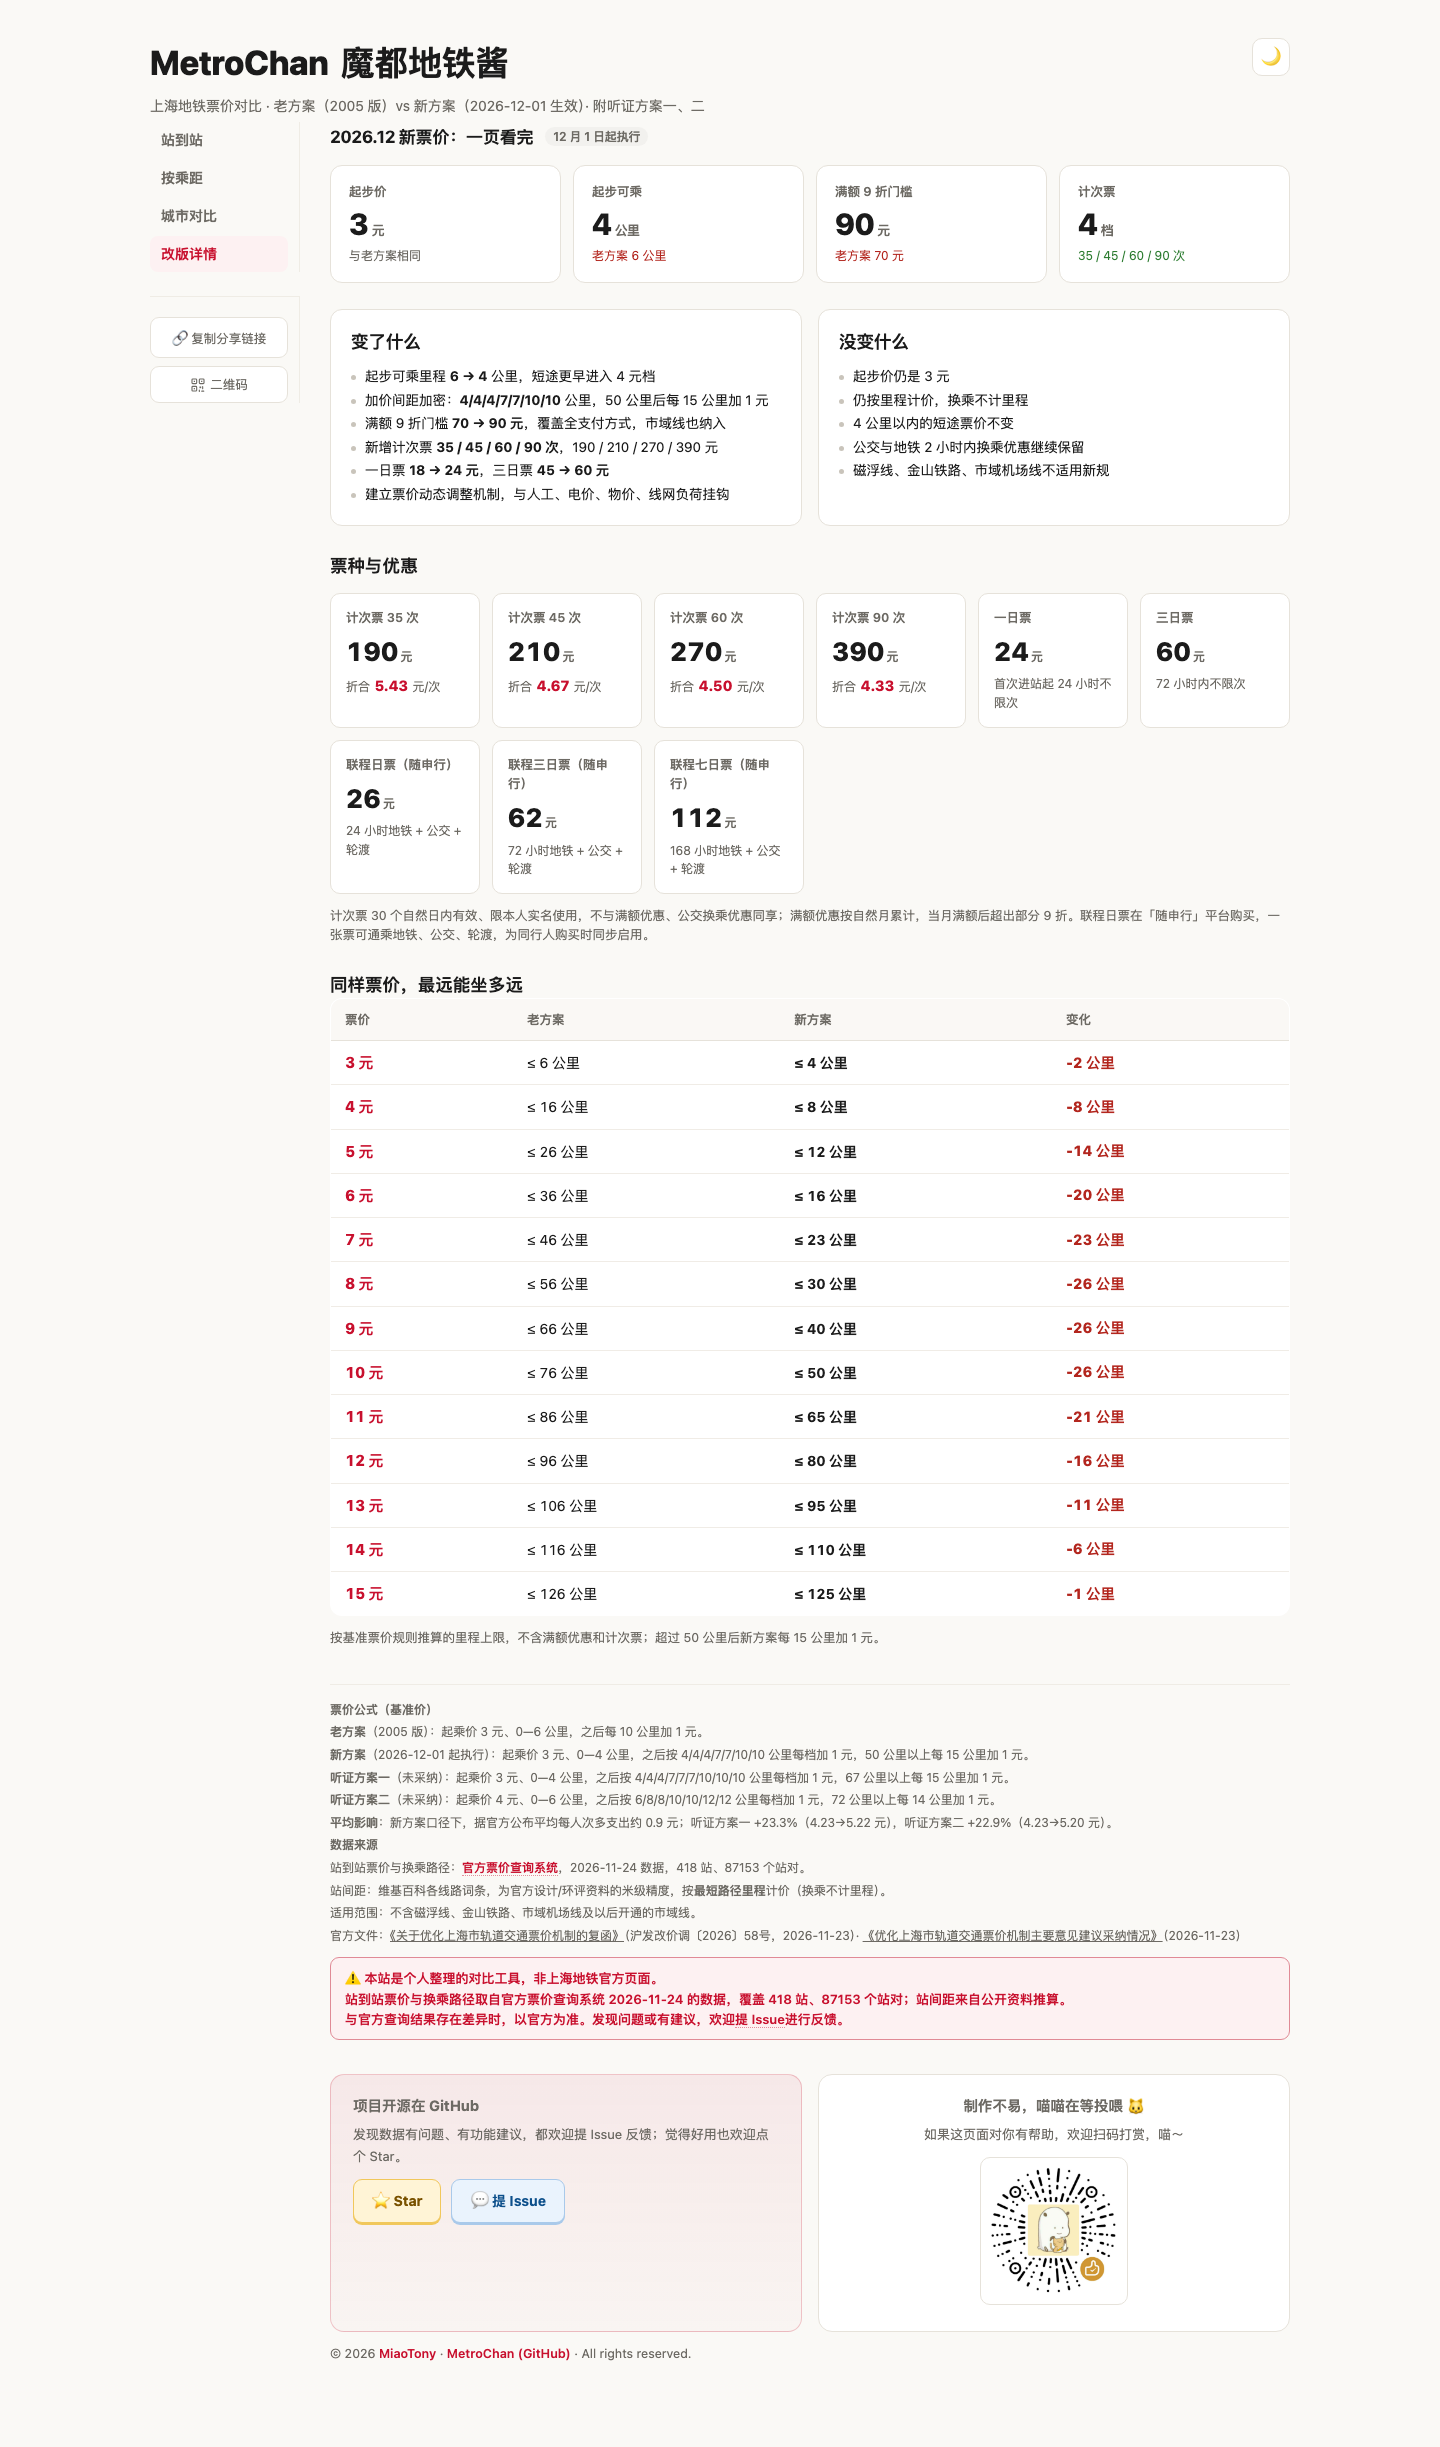 MetroChan 魔都地铁酱
上海地铁票价对比 · 老方案（2005 版）vs 新方案（2026-12-01 生效）· 附听证方案一、二
站到站
按乘距
城市对比
改版详情
复制分享链接
二维码
2026.12 新票价：一页看完 12 月 1 日起执行
起步价
3 元
与老方案相同
起步可乘
4 公里
老方案 6 公里
满额 9 折门槛
90 元
老方案 70 元
计次票
4 档
35 / 45 / 60 / 90 次
变了什么
起步可乘里程 6 → 4 公里，短途更早进入 4 元档
加价间距加密：4/4/4/7/7/10/10 公里，50 公里后每 15 公里加 1 元
满额 9 折门槛 70 → 90 元，覆盖全支付方式，市域线也纳入
新增计次票 35 / 45 / 60 / 90 次，190 / 210 / 270 / 390 元
一日票 18 → 24 元，三日票 45 → 60 元
建立票价动态调整机制，与人工、电价、物价、线网负荷挂钩
没变什么
起步价仍是 3 元
仍按里程计价，换乘不计里程
4 公里以内的短途票价不变
公交与地铁 2 小时内换乘优惠继续保留
磁浮线、金山铁路、市域机场线不适用新规
票种与优惠
计次票 35 次
190 元
折合 5.43 元/次
计次票 45 次
210 元
折合 4.67 元/次
计次票 60 次
270 元
折合 4.50 元/次
计次票 90 次
390 元
折合 4.33 元/次
一日票
24 元
首次进站起 24 小时不
限次
三日票
60 元
72 小时内不限次
联程日票（随申行）
26 元
24 小时地铁 + 公交 +
轮渡
联程三日票（随申
行）
62 元
72 小时地铁 + 公交 +
轮渡
联程七日票（随申
行）
112 元
168 小时地铁 + 公交
+ 轮渡
计次票 30 个自然日内有效、限本人实名使用，不与满额优惠、公交换乘优惠同享；满额优惠按自然月累计，当月满额后超出部分 9 折。联程日票在「随申行」平台购买，一
张票可通乘地铁、公交、轮渡，为同行人购买时同步启用。
同样票价，最远能坐多远
票价 老方案 新方案 变化
3 元 ≤ 6 公里 ≤ 4 公里 -2 公里
4 元 ≤ 16 公里 ≤ 8 公里 -8 公里
5 元 ≤ 26 公里 ≤ 12 公里 -14 公里
6 元 ≤ 36 公里 ≤ 16 公里 -20 公里
7 元 ≤ 46 公里 ≤ 23 公里 -23 公里
8 元 ≤ 56 公里 ≤ 30 公里 -26 公里
9 元 ≤ 66 公里 ≤ 40 公里 -26 公里
10 元 ≤ 76 公里 ≤ 50 公里 -26 公里
11 元 ≤ 86 公里 ≤ 65 公里 -21 公里
12 元 ≤ 96 公里 ≤ 80 公里 -16 公里
13 元 ≤ 106 公里 ≤ 95 公里 -11 公里
14 元 ≤ 116 公里 ≤ 110 公里 -6 公里
15 元 ≤ 126 公里 ≤ 125 公里 -1 公里
按基准票价规则推算的里程上限，不含满额优惠和计次票；超过 50 公里后新方案每 15 公里加 1 元。
票价公式（基准价）
老方案（2005 版）：起乘价 3 元、0—6 公里，之后每 10 公里加 1 元。
新方案（2026-12-01 起执行）：起乘价 3 元、0—4 公里，之后按 4/4/4/7/7/10/10 公里每档加 1 元，50 公里以上每 15 公里加 1 元。
听证方案一（未采纳）：起乘价 3 元、0—4 公里，之后按 4/4/4/7/7/7/10/10/10 公里每档加 1 元，67 公里以上每 15 公里加 1 元。
听证方案二（未采纳）：起乘价 4 元、0—6 公里，之后按 6/8/8/10/10/12/12 公里每档加 1 元，72 公里以上每 14 公里加 1 元。
平均影响：新方案口径下，据官方公布平均每人次多支出约 0.9 元；听证方案一 +23.3%（4.23→5.22 元），听证方案二 +22.9%（4.23→5.20 元）。
数据来源
站到站票价与换乘路径：官方票价查询系统，2026-11-24 数据，418 站、87153 个站对。
站间距：维基百科各线路词条，为官方设计/环评资料的米级精度，按最短路径里程计价（换乘不计里程）。
适用范围：不含磁浮线、金山铁路、市域机场线及以后开通的市域线。
官方文件：《关于优化上海市轨道交通票价机制的复函》（沪发改价调〔2026〕58号，2026-11-23）· 《优化上海市轨道交通票价机制主要意见建议采纳情况》（2026-11-23）
⚠️ 本站是个人整理的对比工具，非上海地铁官方页面。
站到站票价与换乘路径取自官方票价查询系统 2026-11-24 的数据，覆盖 418 站、87153 个站对；站间距来自公开资料推算。
与官方查询结果存在差异时，以官方为准。发现问题或有建议，欢迎提 Issue进行反馈。
项目开源在 GitHub
发现数据有问题、有功能建议，都欢迎提 Issue 反馈；觉得好用也欢迎点
个 Star。
⭐ Star
💬 提 Issue
制作不易，喵喵在等投喂 🐱
如果这页面对你有帮助，欢迎扫码打赏，喵～
© 2026 MiaoTony · MetroChan (GitHub) · All rights reserved.